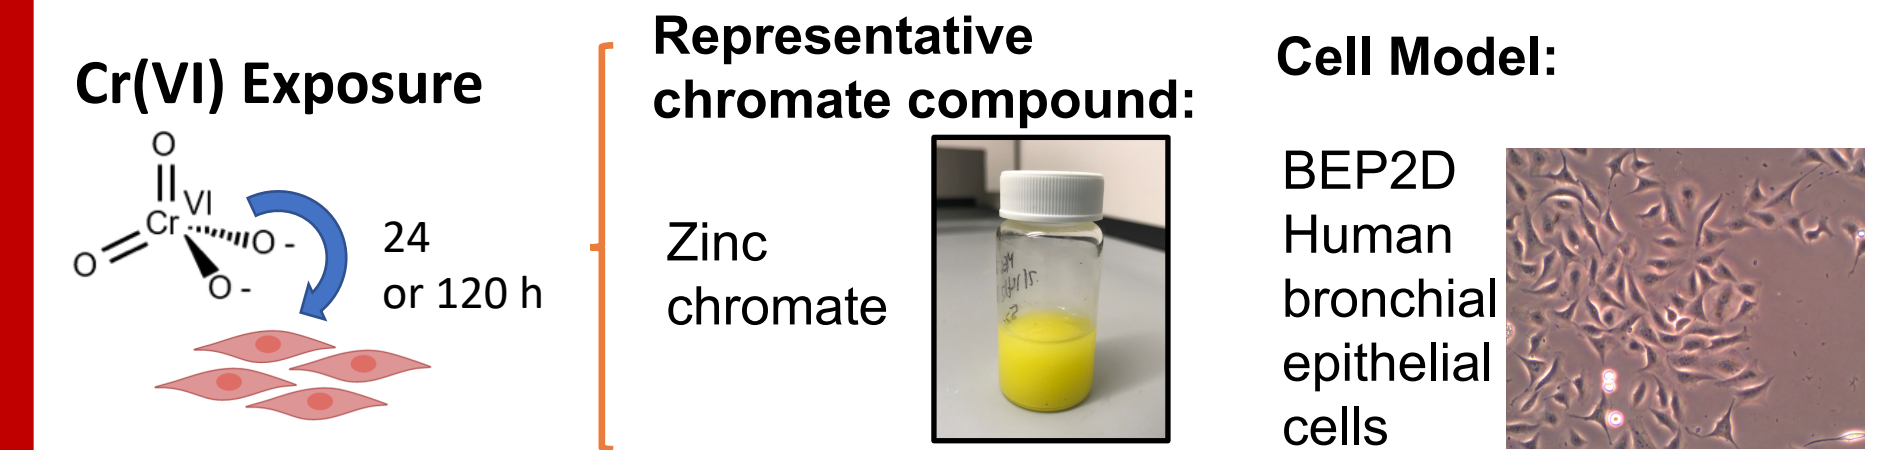 Cr(VI) Exposure
O
VI
Cr
O -
O
O -
24
or 120 h
Representative
chromate compound:
Zinc
chromate
Cell Model:
BEP2D
Human
bronchial
epithelial
cells